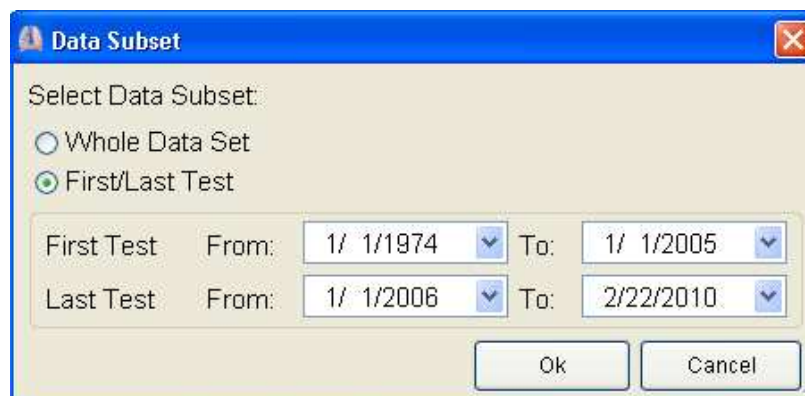 Data Subset
Select Data Subset:
Whole Data Set
First/Last Test
First Test From: 1/ 1/1974 To: 1/ 1/2005
Last Test From: 1/ 1/2006 To: 2/22/2010
Ok Cancel